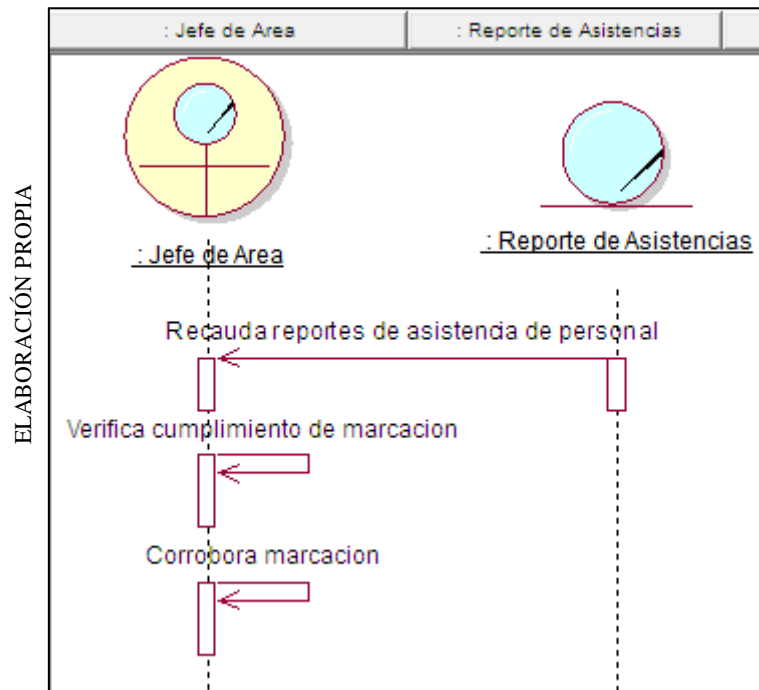 : Jefe de Area
: Reporte de Asistencias
: Jefe de Area
: Reporte de Asistencias
ELABORACIÓN PROPIA
Recauda reportes de asistencia de personal
Verifica cumplimiento de marcacion
Corrobora marcacion